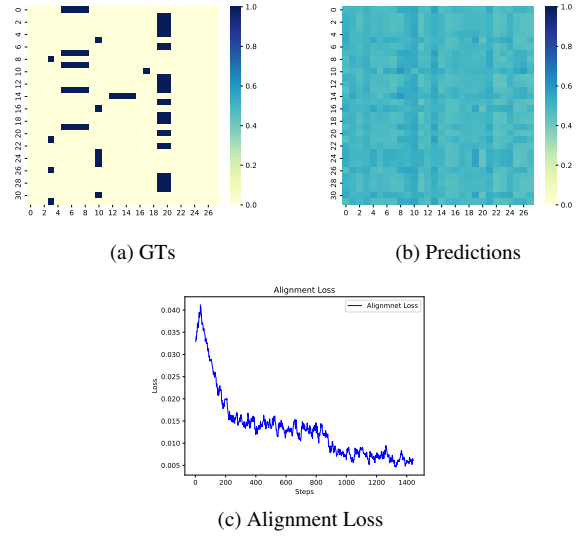 0 2 4 6 8 10 12 14 16 18 20 22 24 26 28 30
0 2 4 6 8 10 12 14 16 18 20 22 24 26
1.0 0.8 0.6 0.4 0.2 0.0
(a) GTs
0 2 4 6 8 10 12 14 16 18 20 22 24 26 28 30
0 2 4 6 8 10 12 14 16 18 20 22 24 26
1.0 0.8 0.6 0.4 0.2 0.0
(b) Predictions
Alignment Loss
Alignmnet Loss
Loss
0.040
0.035
0.030
0.025
0.020
0.015
0.010
0.005
0 200 400 600 800 1000 1200 1400
Steps
(c) Alignment Loss